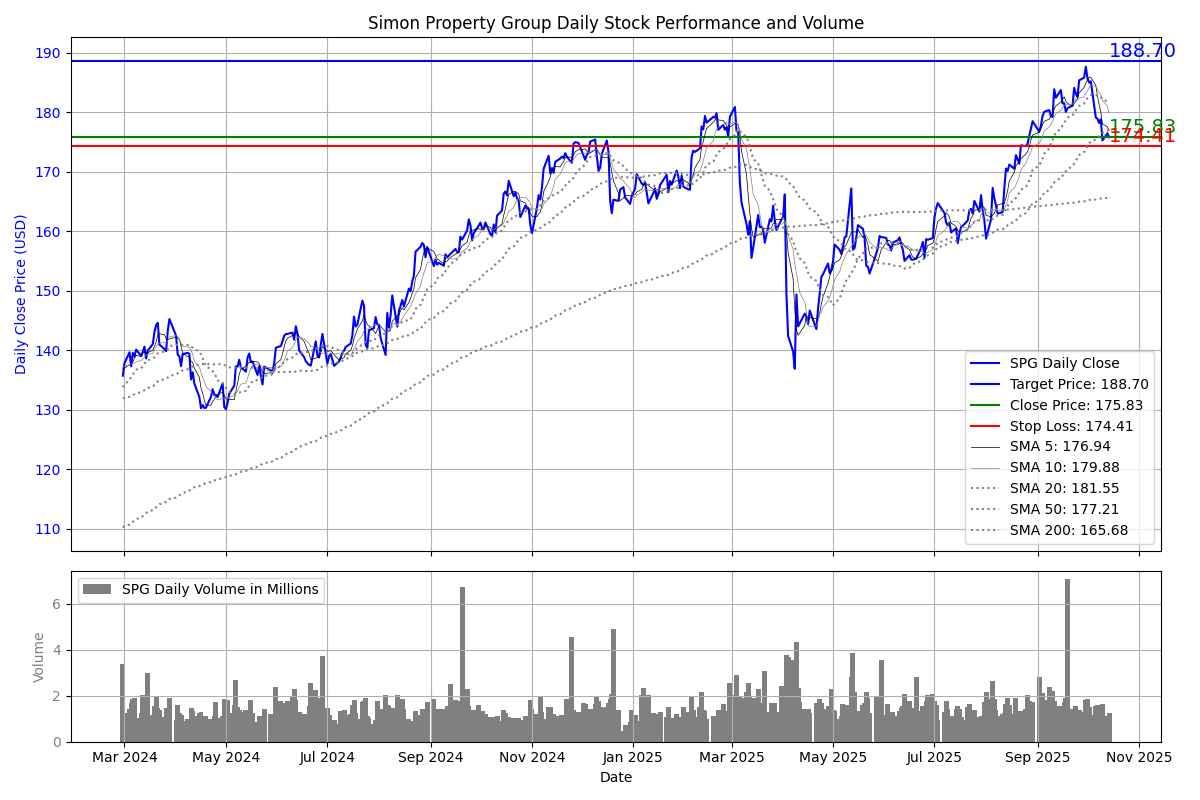 Simon Property Group Daily Stock Performance and Volume
190
180
170
160
150
140
130
120
110
Daily Close Price (USD)
188.70
175.83
174.41
SPG Daily Close
Target Price: 188.70
Close Price: 175.83
Stop Loss: 174.41
SMA 5: 176.94
SMA 10: 179.88
SMA 20: 181.55
SMA 50: 177.21
SMA 200: 165.68
SPG Daily Volume in Millions
6
4
2
0
Volume
Mar 2024 May 2024 Jul 2024 Sep 2024 Nov 2024 Jan 2025 Mar 2025 May 2025 Jul 2025 Sep 2025 Nov 2025
Date